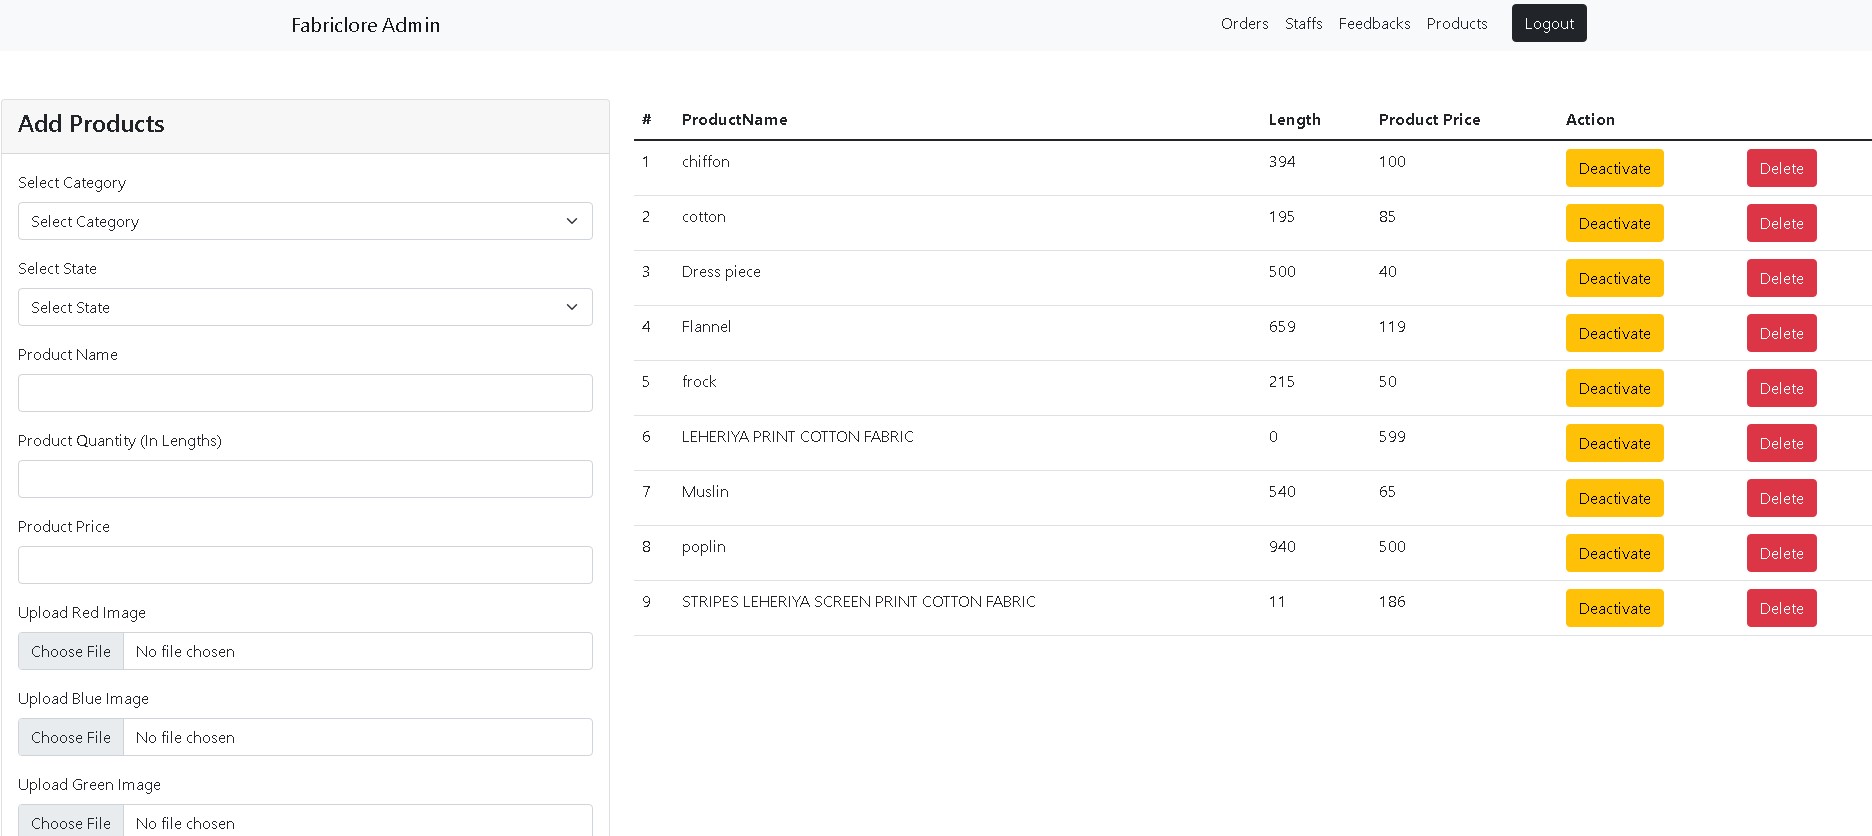 Fabriclore Admin
Orders Staffs Feedbacks Products Logout
Add Products
Select Category
Select Category
Select State
Select State
Product Name
Product Quantity (In Lengths)
Product Price
Upload Red Image
Choose File No file chosen
Upload Blue Image
Choose File No file chosen
Upload Green Image
Choose File No file chosen
# ProductName Length Product Price Action
1 chiffon 394 100 Deactivate Delete
2 cotton 195 85 Deactivate Delete
3 Dress piece 500 40 Deactivate Delete
4 Flannel 659 119 Deactivate Delete
5 frock 215 50 Deactivate Delete
6 LEHERIYA PRINT COTTON FABRIC 0 599 Deactivate Delete
7 Muslin 540 65 Deactivate Delete
8 poplin 940 500 Deactivate Delete
9 STRIPES LEHERIYA SCREEN PRINT COTTON FABRIC 11 186 Deactivate Delete